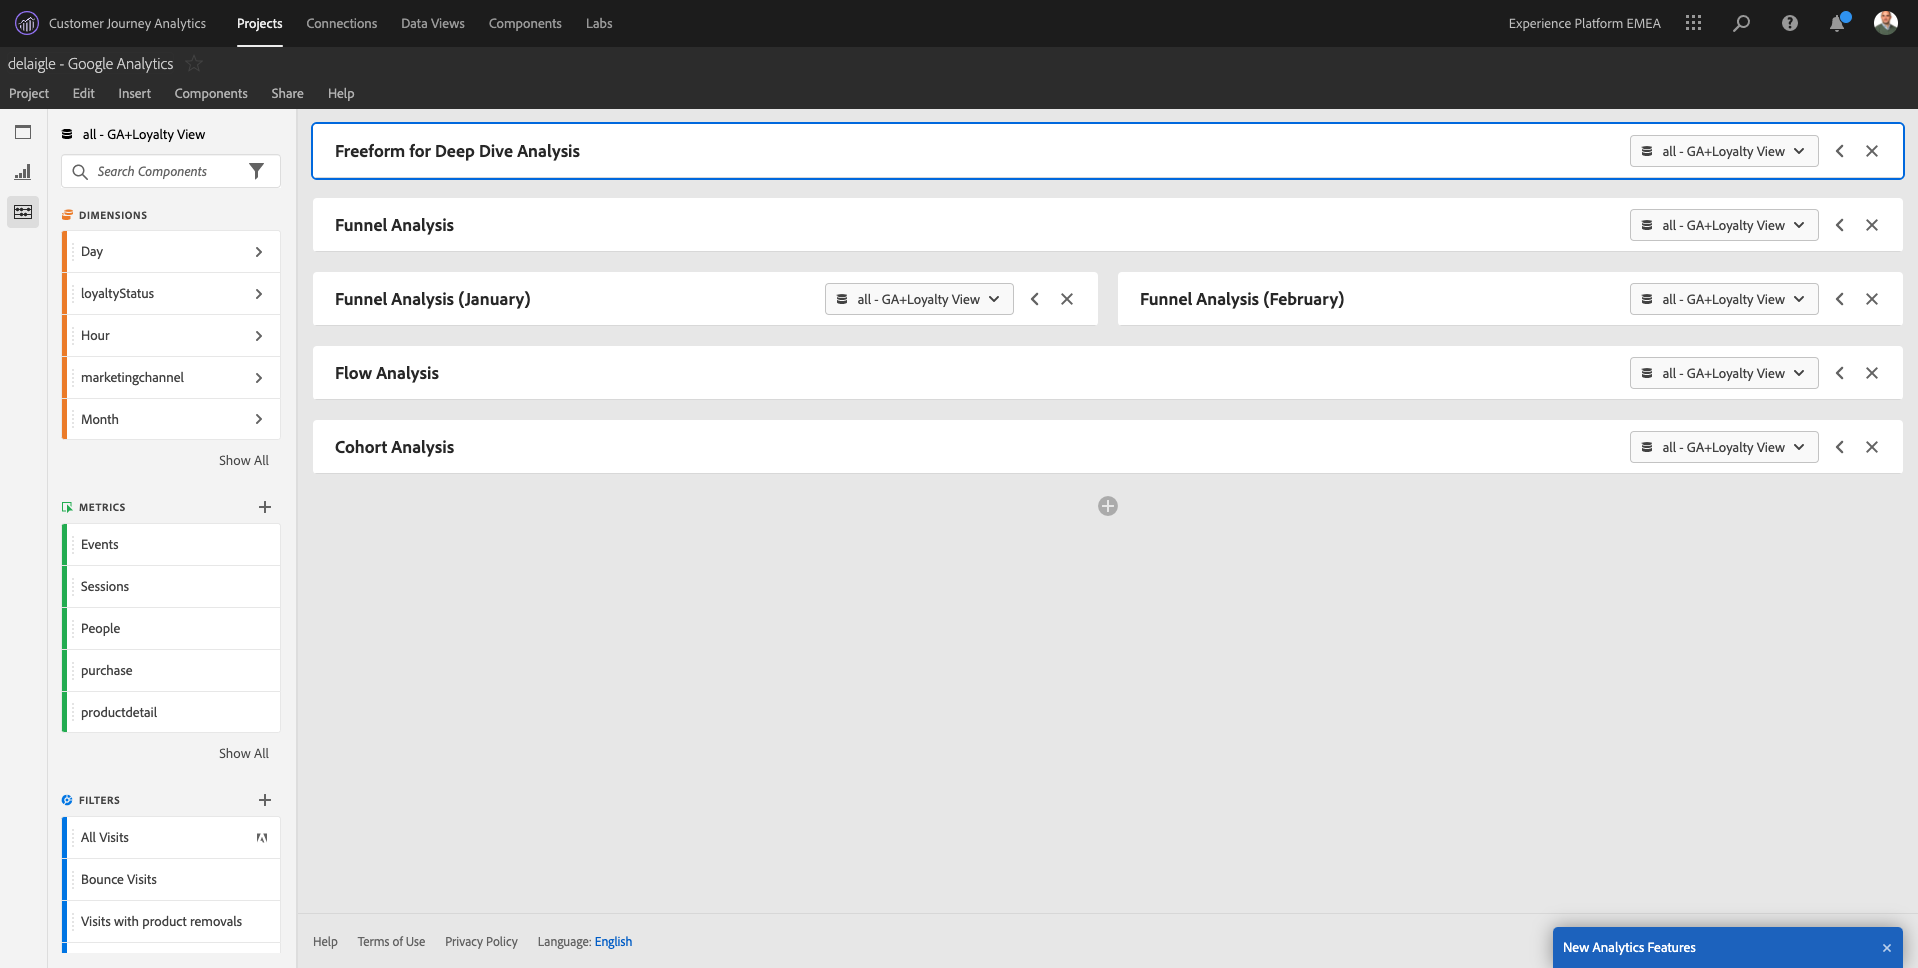 Customer Journey Analytics
Projects
Connections
Data Views
Components
Labs
Experience Platform EMEA
delaigle - Google Analytics
Project
Edit
Insert
Components
Share
Help
all - GA+Loyalty View
Search Components
DIMENSIONS
Day
loyaltyStatus
Hour
marketingchannel
Month
Show All
METRICS
Events
Sessions
People
purchase
productdetail
Show All
FILTERS
All Visits
Bounce Visits
Visits with product removals
Freeform for Deep Dive Analysis
all - GA+Loyalty View
Funnel Analysis
all - GA+Loyalty View
Funnel Analysis (January)
all - GA+Loyalty View
Funnel Analysis (February)
all - GA+Loyalty View
Flow Analysis
all - GA+Loyalty View
Cohort Analysis
all - GA+Loyalty View
Help
Terms of Use
Privacy Policy
Language: English
New Analytics Features